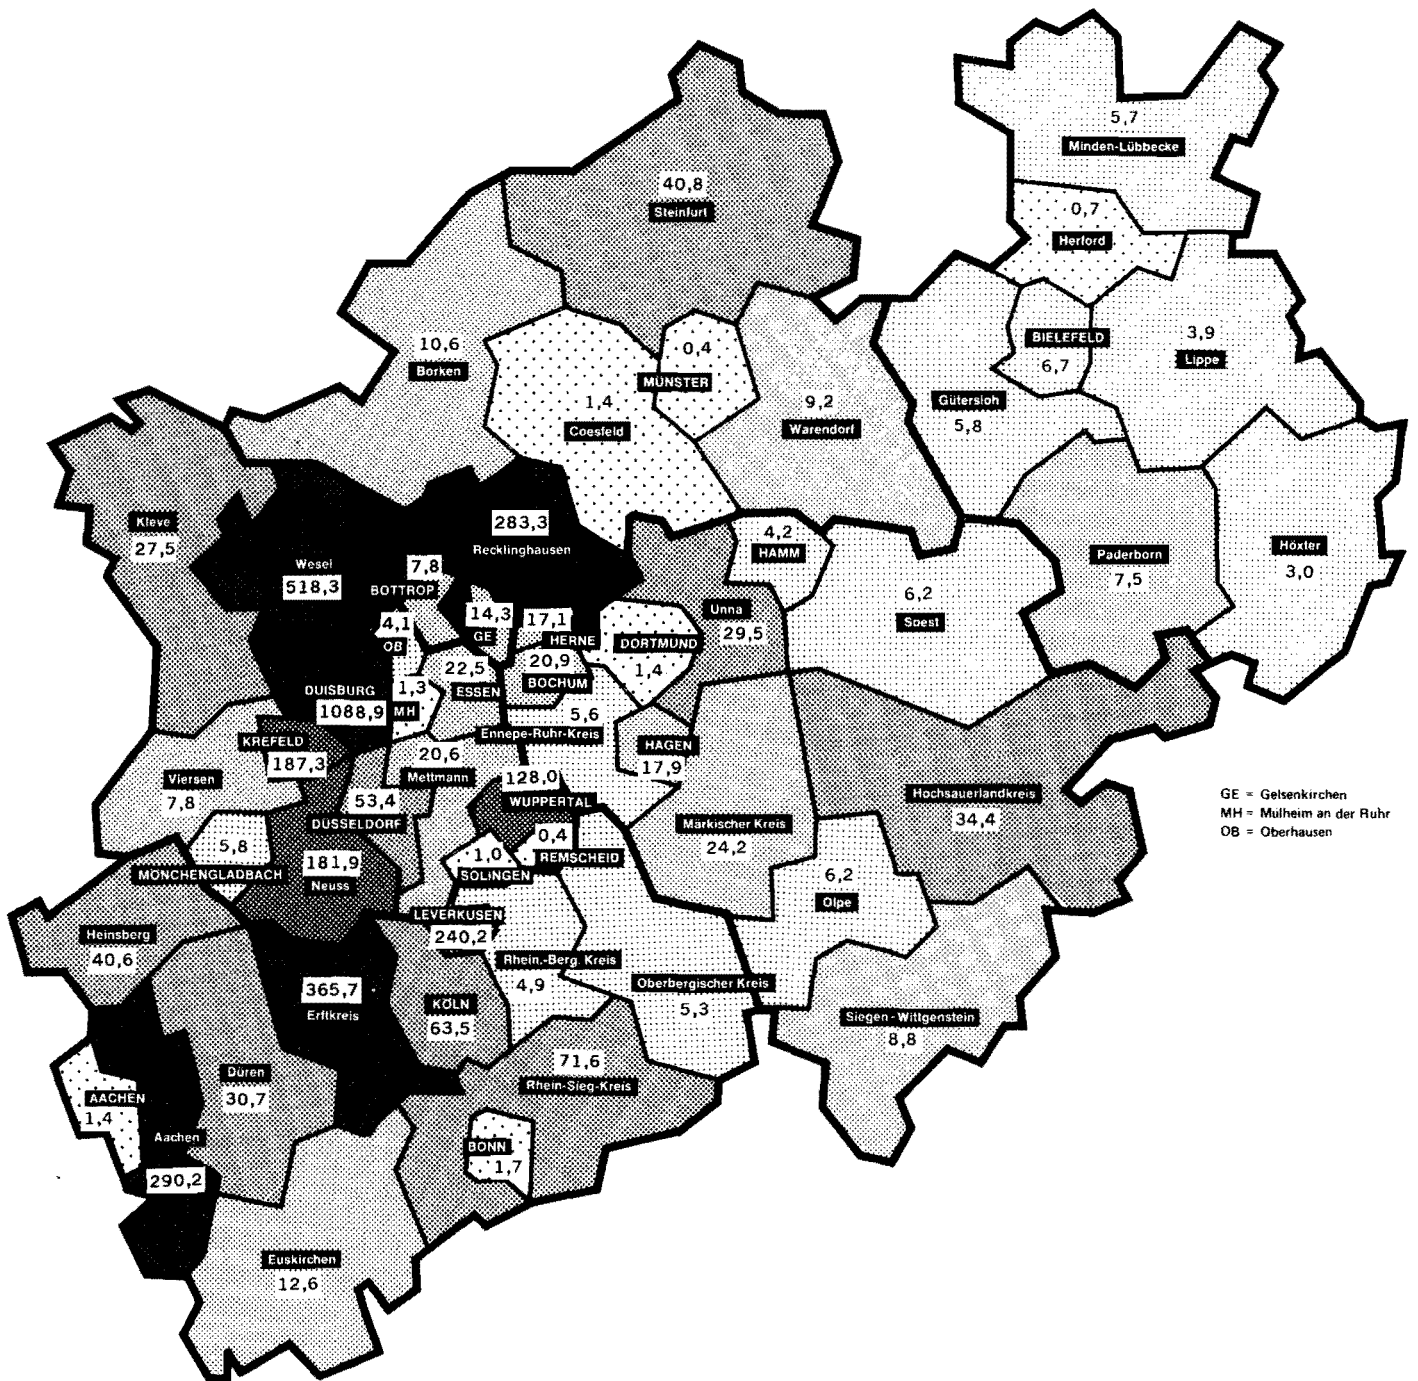 5,7
Minden-Lübbecke
40,8
Steinfurt
0,7
Herford
10,6
Borken
0,4
MÜNSTER
BIELEFELD
6,7
3,9
Lippe
1,4
Coesfeld
9,2
Warendorf
Gütersloh
5,8
Kleve
27,5
283,3
Recklinghausen
4,2
HAMM
Paderborn
7,5
Höxter
3,0
Wesel
518,3
7,8
BOTTROP
6,2
Soest
4,1
OB
14,3
GE
17,1
HERNE
DORTMUND
1,4
Unna
29,5
22,5
ESSEN
20,9
BOCHUM
DUISBURG
1088,9
1,3
MH
5,6
Ennepe-Ruhr-Kreis
HAGEN
17,9
KREFELD
187,3
Viersen
7,8
20,6
Mettmann
128,0
WUPPERTAL
53,4
DÜSSELDORF
Hochsauerlandkreis
34,4
GE = Gelsenkirchen
MH = Mülheim an der Ruhr
OB = Oberhausen
Märkischer Kreis
24,2
0,4
REMSCHEID
5,8
MÖNCHENGLADBACH
181,9
Neuss
1,0
SOLINGEN
6,2
Olpe
LEVERKUSEN
240,2
Heinsberg
40,6
Rhein.-Berg. Kreis
4,9
Oberbergischer Kreis
5,3
365,7
Erftkreis
KÖLN
63,5
Siegen-Wittgenstein
8,8
Düren
30,7
71,6
Rhein-Sieg-Kreis
AACHEN
1,4
Aachen
290,2
BONN
1,7
Euskirchen
12,6